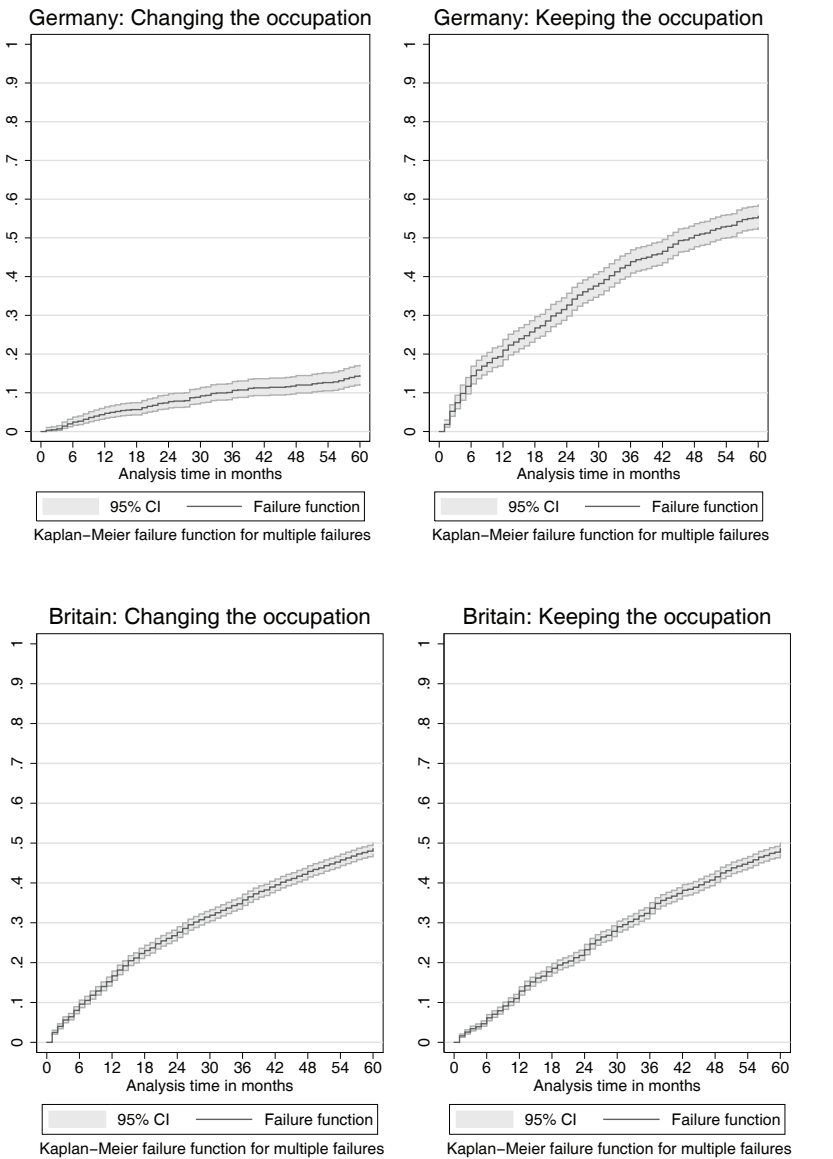 Germany: Changing the occupation
1
.9
.8
.7
.6
.5
.4
.3
.2
.1
0
0 6 12 18 24 30 36 42 48 54 60
Analysis time in months
95% CI Failure function
Kaplan−Meier failure function for multiple failures
Germany: Keeping the occupation
1
.9
.8
.7
.6
.5
.4
.3
.2
.1
0
0 6 12 18 24 30 36 42 48 54 60
Analysis time in months
95% CI Failure function
Kaplan−Meier failure function for multiple failures
Britain: Changing the occupation
1
.9
.8
.7
.6
.5
.4
.3
.2
.1
0
0 6 12 18 24 30 36 42 48 54 60
Analysis time in months
95% CI Failure function
Kaplan−Meier failure function for multiple failures
Britain: Keeping the occupation
1
.9
.8
.7
.6
.5
.4
.3
.2
.1
0
0 6 12 18 24 30 36 42 48 54 60
Analysis time in months
95% CI Failure function
Kaplan−Meier failure function for multiple failures